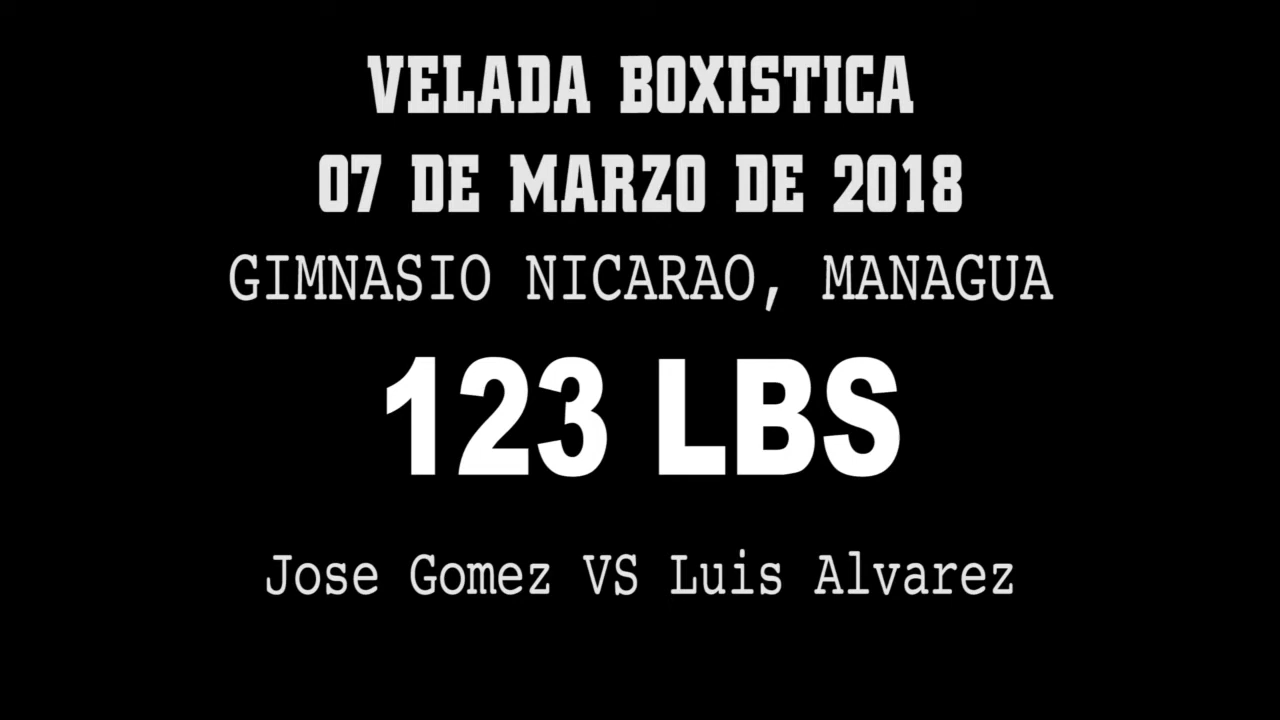 VELADA BOXISTICA
07 DE MARZO DE 2018
GIMNASIO NICARAO, MANAGUA
123 LBS
Jose Gomez VS Luis Alvarez